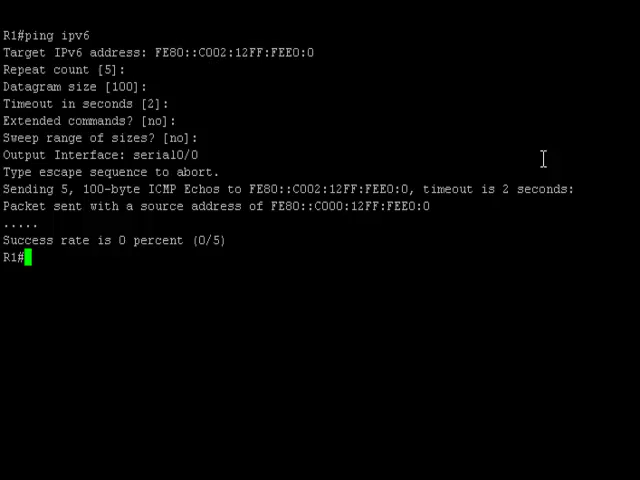 R1#ping ipv6
Target IPv6 address: FE80::C002:12FF:FEE0:0
Repeat count [5]:
Datagram size [100]:
Timeout in seconds [2]:
Extended commands? [no]:
Sweep range of sizes? [no]:
Output Interface: serial0/0
Type escape sequence to abort.
Sending 5, 100-byte ICMP Echos to FE80::C002:12FF:FEE0:0, timeout is 2 seconds:
Packet sent with a source address of FE80::C000:12FF:FEE0:0
.....
Success rate is 0 percent (0/5)
R1#